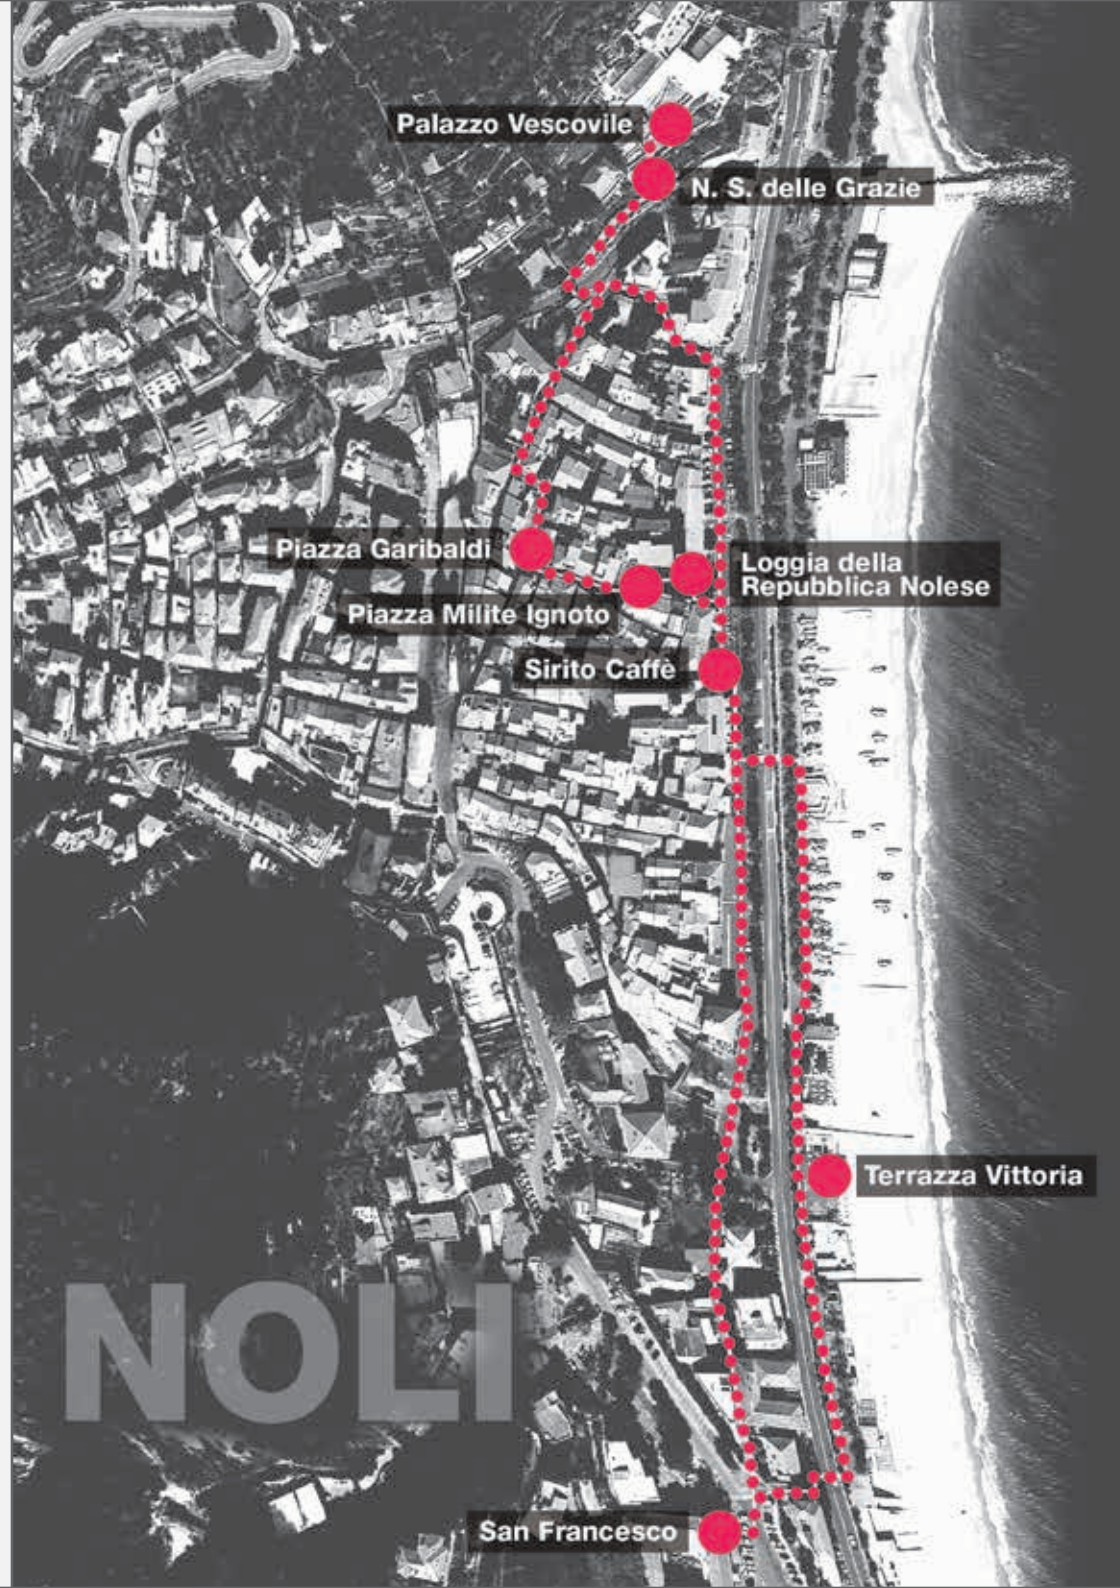 Palazzo Vescovile
N. S. delle Grazie
Piazza Garibaldi
Loggia della
Repubblica Nolese
Piazza Milite Ignoto
Sirito Caffè
Terrazza Vittoria
NOLI
San Francesco